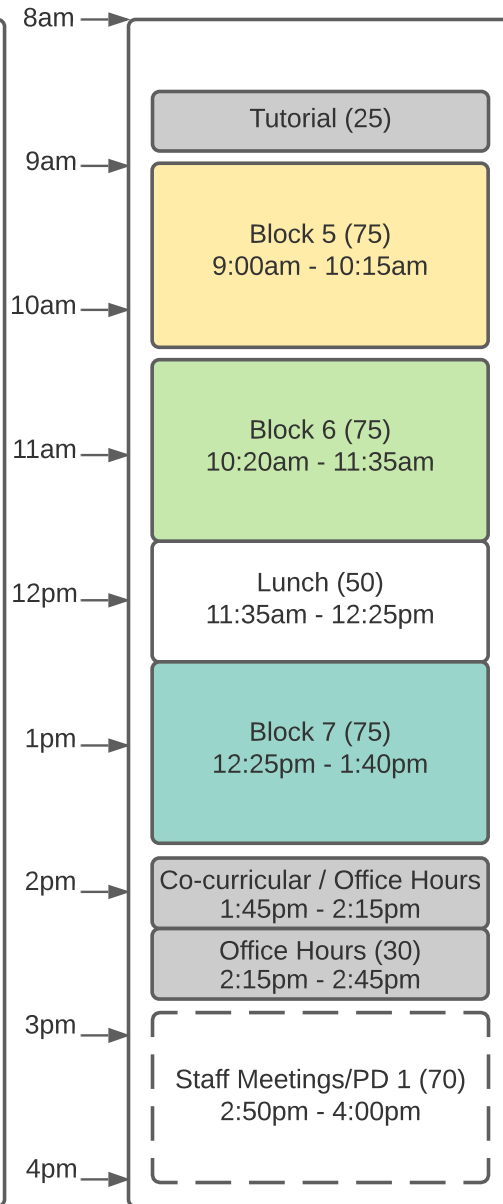 8am
Tutorial (25)
9am
Block 5 (75)
9:00am - 10:15am
10am
Block 6 (75)
11am
10:20am - 11:35am
Lunch (50)
12pm
11:35am - 12:25pm
Block 7 (75)
1pm
12:25pm - 1:40pm
2pm
Co-curricular / Office Hours
1:45pm - 2:15pm
Office Hours (30)
2:15pm - 2:45pm
3pm
Staff Meetings/PD 1 (70)
2:50pm - 4:00pm
4pm